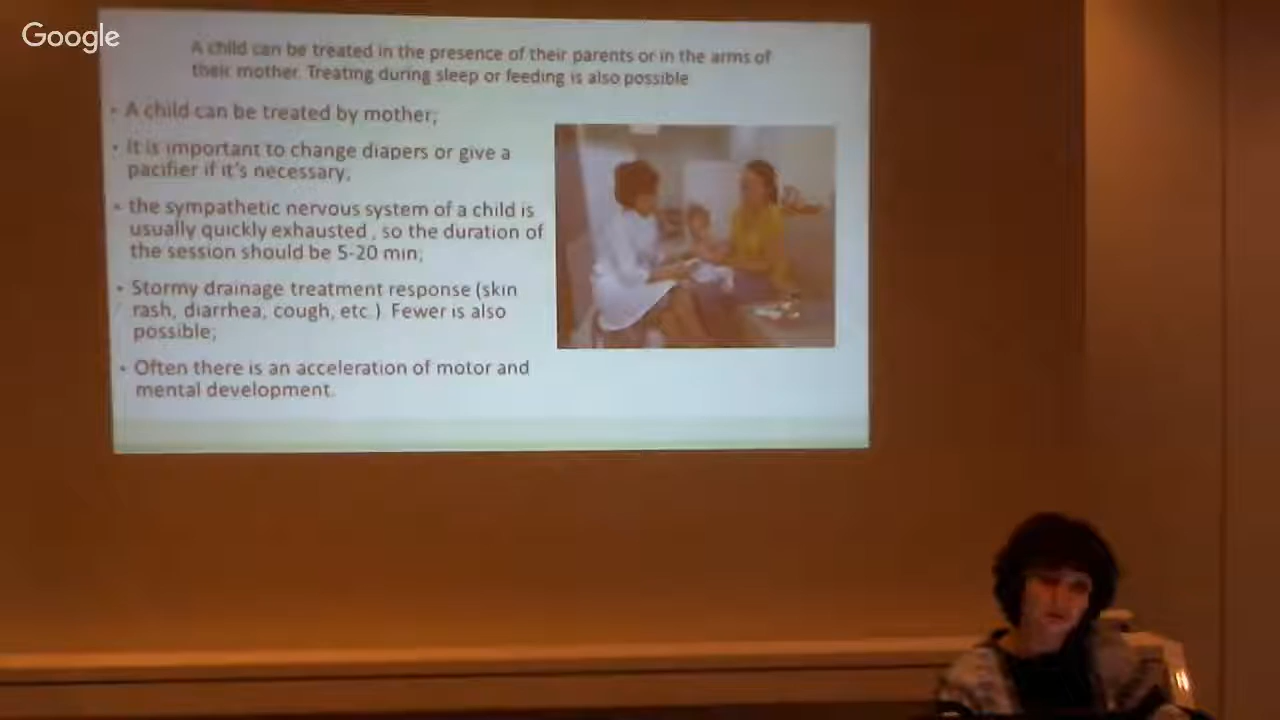 Google
A child can be treated in the presence of their parents or in the arms of
their mother. Treating during sleep or feeding is also possible
• A child can be treated by mother;
• It is important to change diapers or give a
pacifier if it's necessary,
• the sympathetic nervous system of a child is
usually quickly exhausted , so the duration of
the session should be 5-20 min;
• Stormy drainage treatment response (skin
rash, diarrhea, cough, etc.) Fewer is also
possible;
• Often there is an acceleration of motor and
mental development.